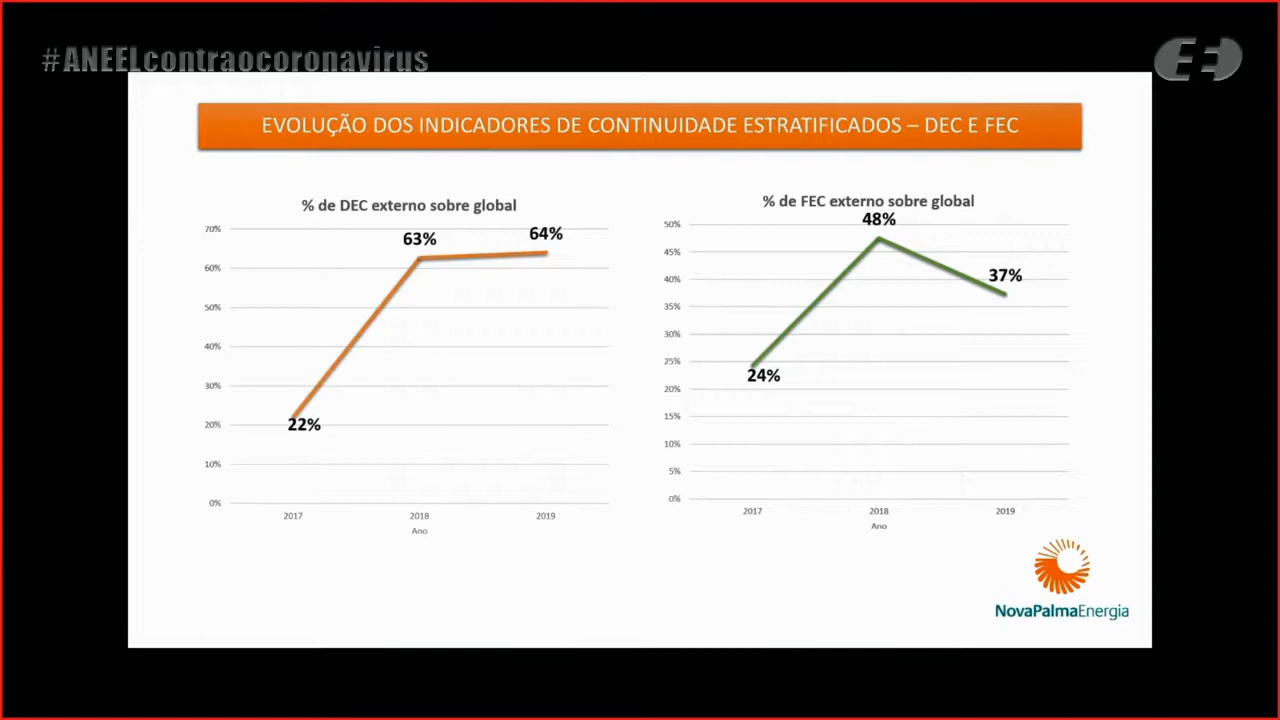 #ANEELcontraocoronavirus
EVOLUÇÃO DOS INDICADORES DE CONTINUIDADE ESTRATIFICADOS – DEC E FEC
% de DEC externo sobre global
70%
60%
50%
40%
30%
20%
10%
0%
22%
63%
64%
2017 2018 2019
Ano
% de FEC externo sobre global
50%
45%
40%
35%
30%
25%
20%
15%
10%
5%
0%
24%
48%
37%
2017 2018 2019
Ano
NovaPalmaEnergia